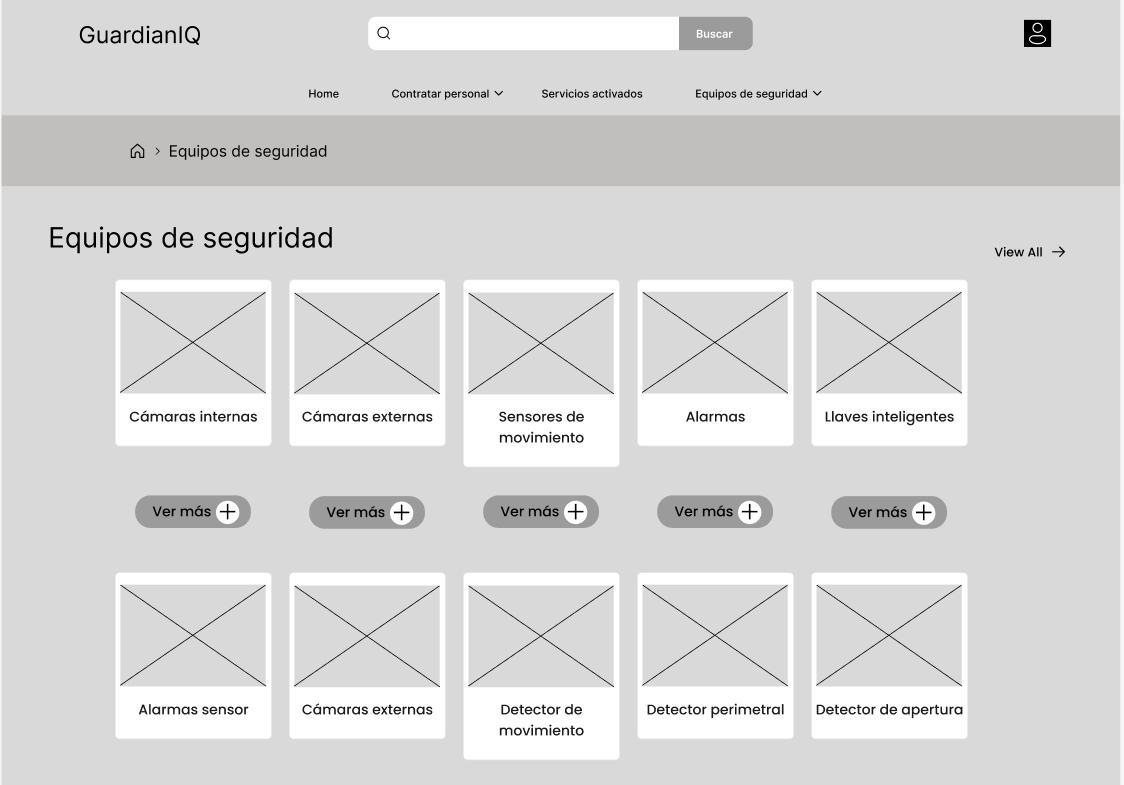 GuardianIQ
Buscar
Home
Contratar personal
Servicios activados
Equipos de seguridad
Equipos de seguridad
Equipos de seguridad
View All
Cámaras internas
Cámaras externas
Sensores de
movimiento
Alarmas
Llaves inteligentes
Ver más
Ver más
Ver más
Ver más
Ver más
Alarmas sensor
Cámaras externas
Detector de
movimiento
Detector perimetral
Detector de apertura